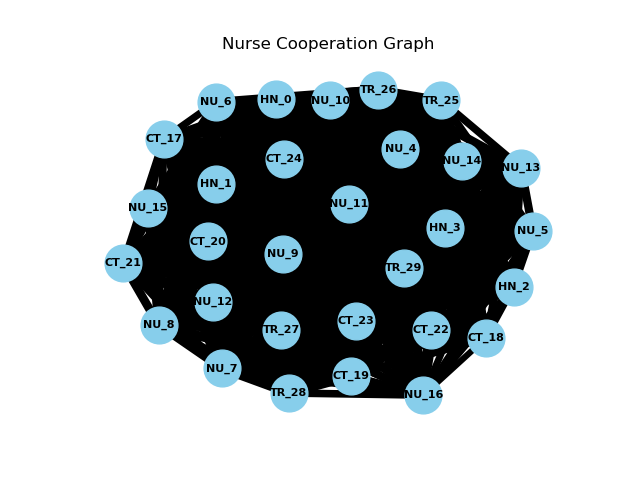 Nurse Cooperation Graph
TR_26
NU_6
HN_0
NU_10
TR_25
CT_17
NU_4
CT_24
NU_14
NU_13
HN_1
NU_15
NU_11
HN_3
NU_5
CT_20
NU_9
CT_21
TR_29
HN_2
NU_12
NU_8
TR_27
CT_23
CT_22
CT_18
NU_7
CT_19
TR_28
NU_16